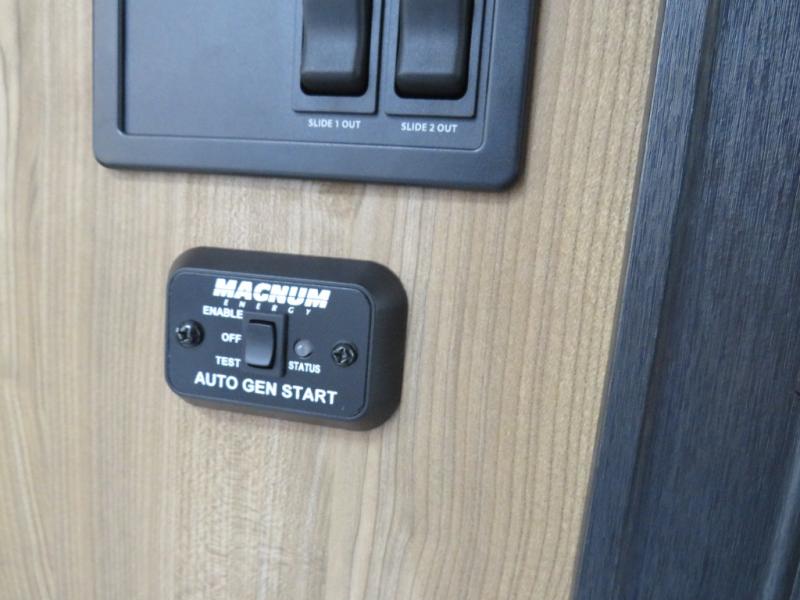 SLIDE 1 OUT
SLIDE 2 OUT
MAGNUM
ENERGY
ENABLE
OFF
TEST
STATUS
AUTO GEN START